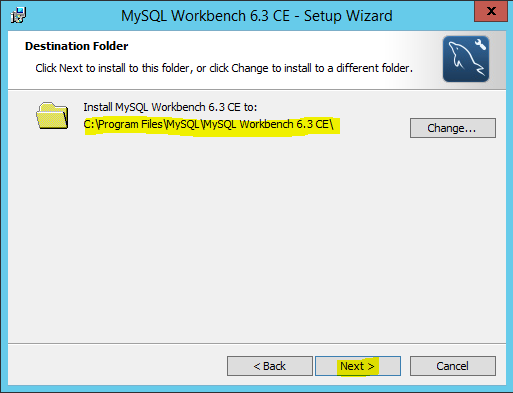 MySQL Workbench 6.3 CE - Setup Wizard
x
Destination Folder
Click Next to install to this folder, or click Change to install to a different folder.
Install MySQL Workbench 6.3 CE to:
C:\Program Files\MySQL\MySQL Workbench 6.3 CE\
Change...
< Back
Next >
Cancel